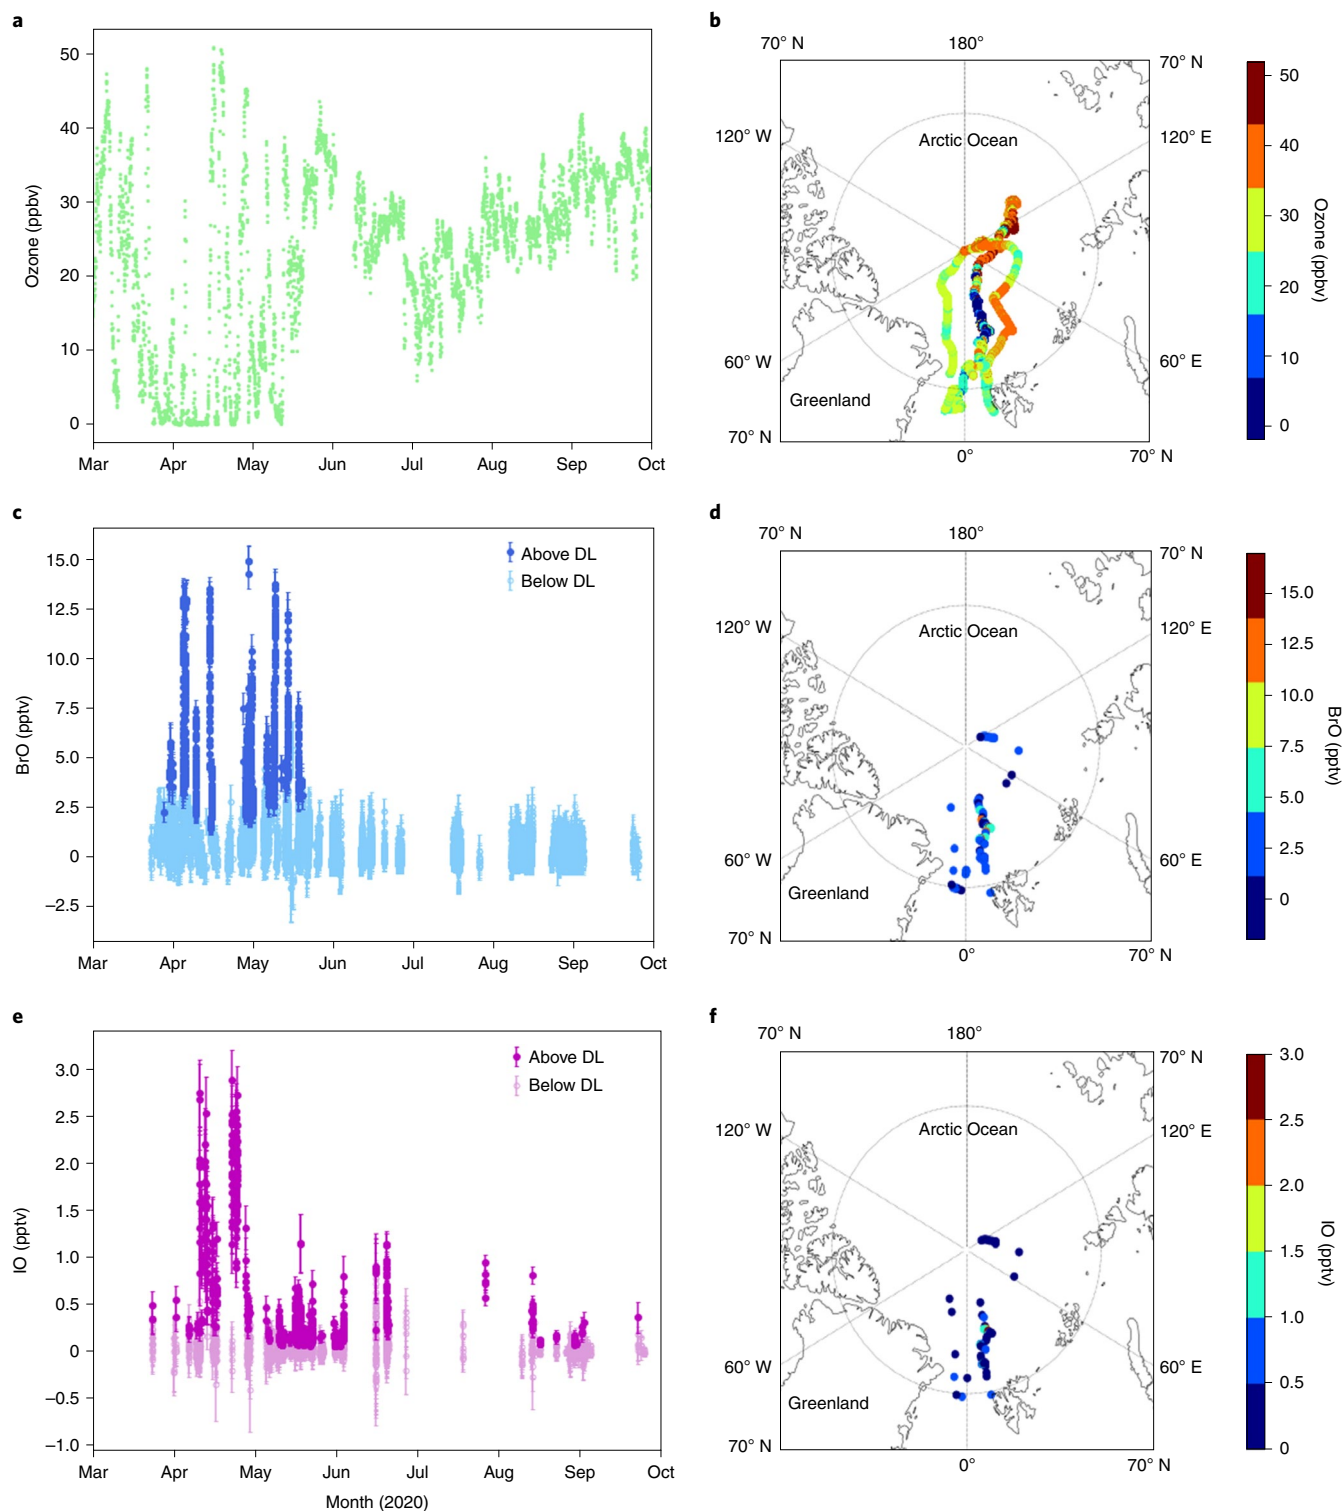 a
50
40
30
20
10
0
Ozone (ppbv)
Mar Apr May Jun Jul Aug Sep Oct
b
70° N 180° 70° N
120° W 120° E
Arctic Ocean
60° W 60° E
Greenland
70° N 0° 70° N
50
40
30
20
10
0
Ozone (ppbv)
c
15.0
12.5
10.0
7.5
5.0
2.5
0
–2.5
BrO (pptv)
Above DL
Below DL
Mar Apr May Jun Jul Aug Sep Oct
d
70° N 180° 70° N
120° W 120° E
Arctic Ocean
60° W 60° E
Greenland
70° N 0° 70° N
15.0
12.5
10.0
7.5
5.0
2.5
0
BrO (pptv)
e
3.0
2.5
2.0
1.5
1.0
0.5
0
–0.5
–1.0
IO (pptv)
Above DL
Below DL
Mar Apr May Jun Jul Aug Sep Oct
Month (2020)
f
70° N 180° 70° N
120° W 120° E
Arctic Ocean
60° W 60° E
Greenland
70° N 0° 70° N
3.0
2.5
2.0
1.5
1.0
0.5
0
IO (pptv)